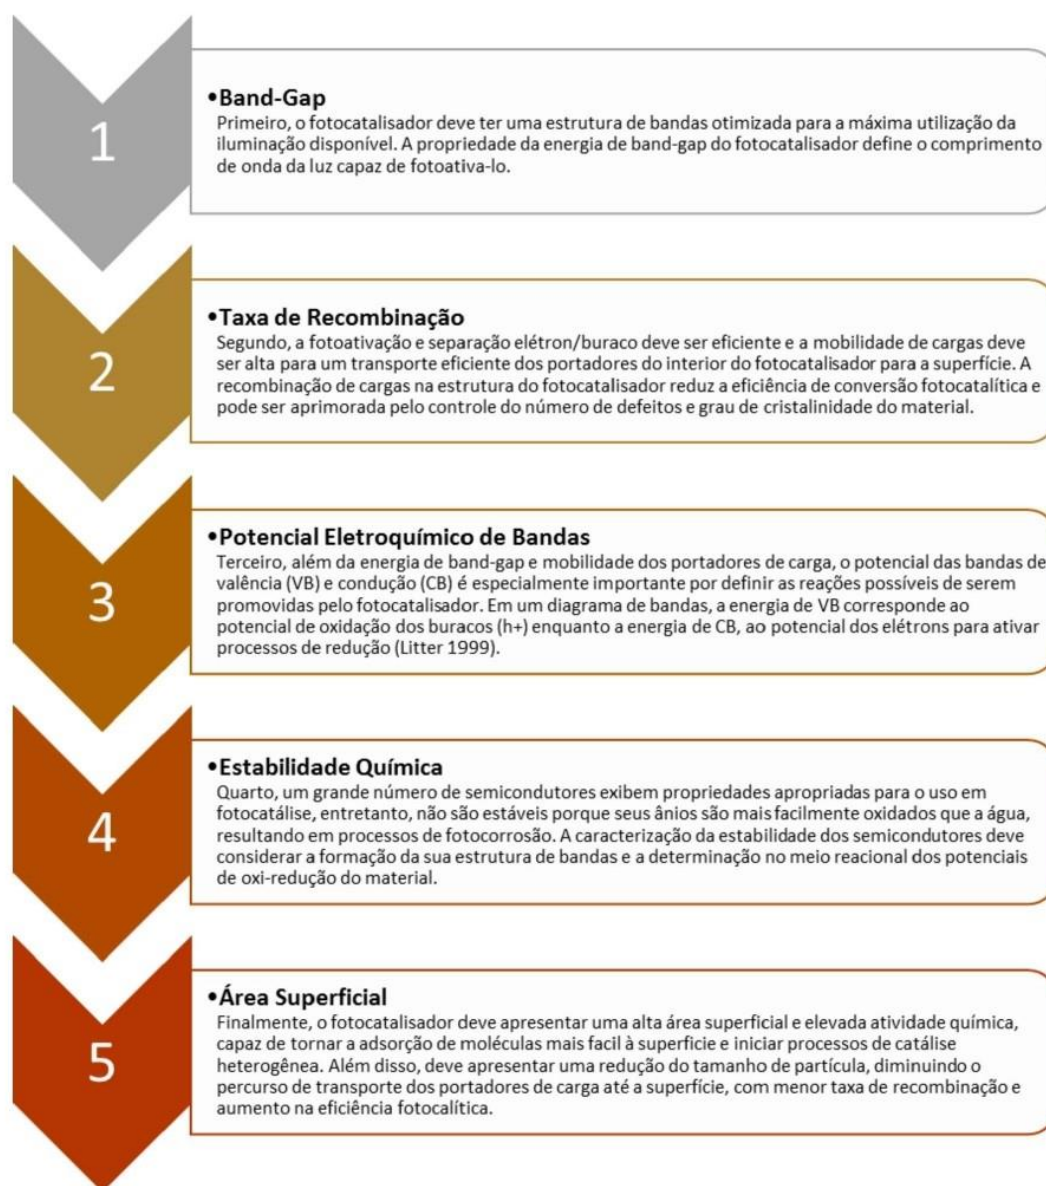 1
•Band-Gap
Primeiro, o fotocatalisador deve ter uma estrutura de bandas otimizada para a máxima utilização da
iluminação disponível. A propriedade da energia de band-gap do fotocatalisador define o comprimento
de onda da luz capaz de fotoativa-lo.
2
•Taxa de Recombinação
Segundo, a fotoativação e separação elétron/buraco deve ser eficiente e a mobilidade de cargas deve
ser alta para um transporte eficiente dos portadores do interior do fotocatalisador para a superfície. A
recombinação de cargas na estrutura do fotocatalisador reduz a eficiência de conversão fotocatalítica e
pode ser aprimorada pelo controle do número de defeitos e grau de cristalinidade do material.
3
•Potencial Eletroquímico de Bandas
Terceiro, além da energia de band-gap e mobilidade dos portadores de carga, o potencial das bandas de
valência (VB) e condução (CB) é especialmente importante por definir as reações possíveis de serem
promovidas pelo fotocatalisador. Em um diagrama de bandas, a energia de VB corresponde ao
potencial de oxidação dos buracos (h+) enquanto a energia de CB, ao potencial dos elétrons para ativar
processos de redução (Litter 1999).
4
•Estabilidade Química
Quarto, um grande número de semicondutores exibem propriedades apropriadas para o uso em
fotocatálise, entretanto, não são estáveis porque seus ânios são mais facilmente oxidados que a água,
resultando em processos de fotocorrosão. A caracterização da estabilidade dos semicondutores deve
considerar a formação da sua estrutura de bandas e a determinação no meio reacional dos potenciais
de oxi-redução do material.
5
•Área Superficial
Finalmente, o fotocatalisador deve apresentar uma alta área superficial e elevada atividade química,
capaz de tornar a adsorção de moléculas mais facil à superficie e iniciar processos de catálise
heterogênea. Além disso, deve apresentar uma redução do tamanho de partícula, diminuindo o
percurso de transporte dos portadores de carga até a superfície, com menor taxa de recombinação e
aumento na eficiência fotocalítica.